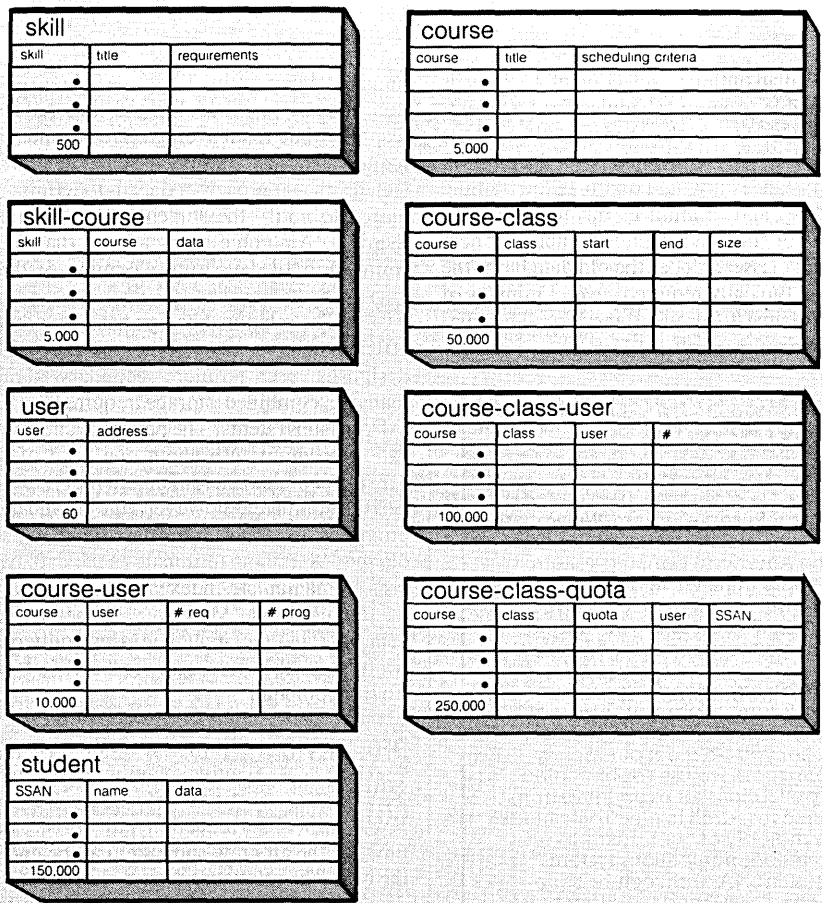 skill
skill title requirements
500
course
course title scheduling criteria
5.000
skill-course
skill course data
5.000
course-class
course class start end size
50.000
user
user address
60
course-class-user
course class user #
100.000
course-user
course user # req # prog
10.000
course-class-quota
course class quota user SSAN
250.000
student
SSAN name data
150.000